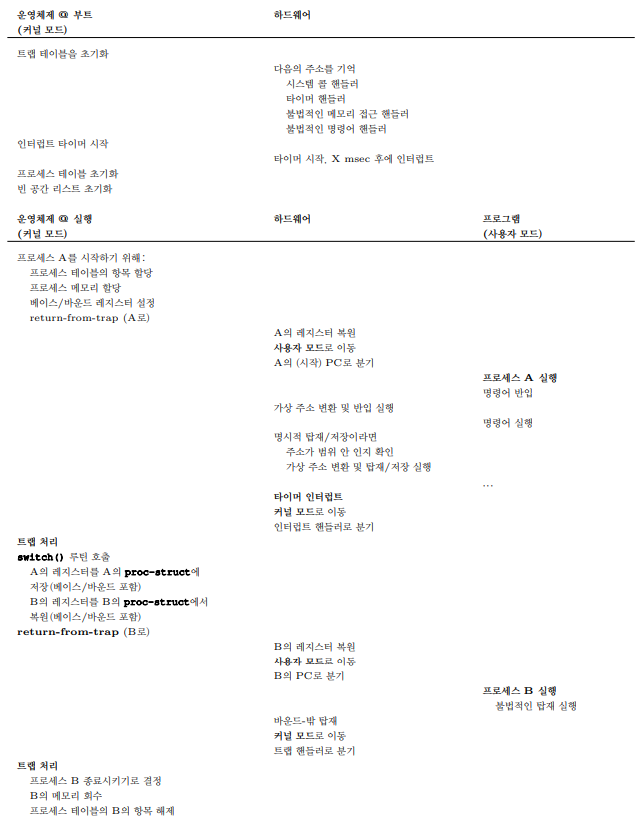 운영체제 @ 부트 하드웨어
(커널 모드)
트랩 테이블을 초기화
다음의 주소를 기억
시스템 콜 핸들러
타이머 핸들러
불법적인 메모리 접근 핸들러
불법적인 명령어 핸들러
인터럽트 타이머 시작
타이머 시작, X msec 후에 인터럽트
프로세스 테이블 초기화
빈 공간 리스트 초기화
운영체제 @ 실행 하드웨어 프로그램
(커널 모드) (사용자 모드)
프로세스 A를 시작하기 위해:
프로세스 테이블의 항목 할당
프로세스 메모리 할당
베이스/바운드 레지스터 설정
return-from-trap (A로)
A의 레지스터 복원
사용자 모드로 이동
A의 (시작) PC로 분기
프로세스 A 실행
명령어 반입
가상 주소 변환 및 반입 실행
명령어 실행
명시적 탑재/저장이라면
주소가 범위 안 인지 확인
가상 주소 변환 및 탑재/저장 실행
...
타이머 인터럽트
커널 모드로 이동
인터럽트 핸들러로 분기
트랩 처리
switch() 루틴 호출
A의 레지스터를 A의 proc-struct에
저장(베이스/바운드 포함)
B의 레지스터를 B의 proc-struct에서
복원(베이스/바운드 포함)
return-from-trap (B로)
B의 레지스터 복원
사용자 모드로 이동
B의 PC로 분기
프로세스 B 실행
불법적인 탑재 실행
바운드-밖 탑재
커널 모드로 이동
트랩 핸들러로 분기
트랩 처리
프로세스 B 종료시키기로 결정
B의 메모리 회수
프로세스 테이블의 B의 항목 해제